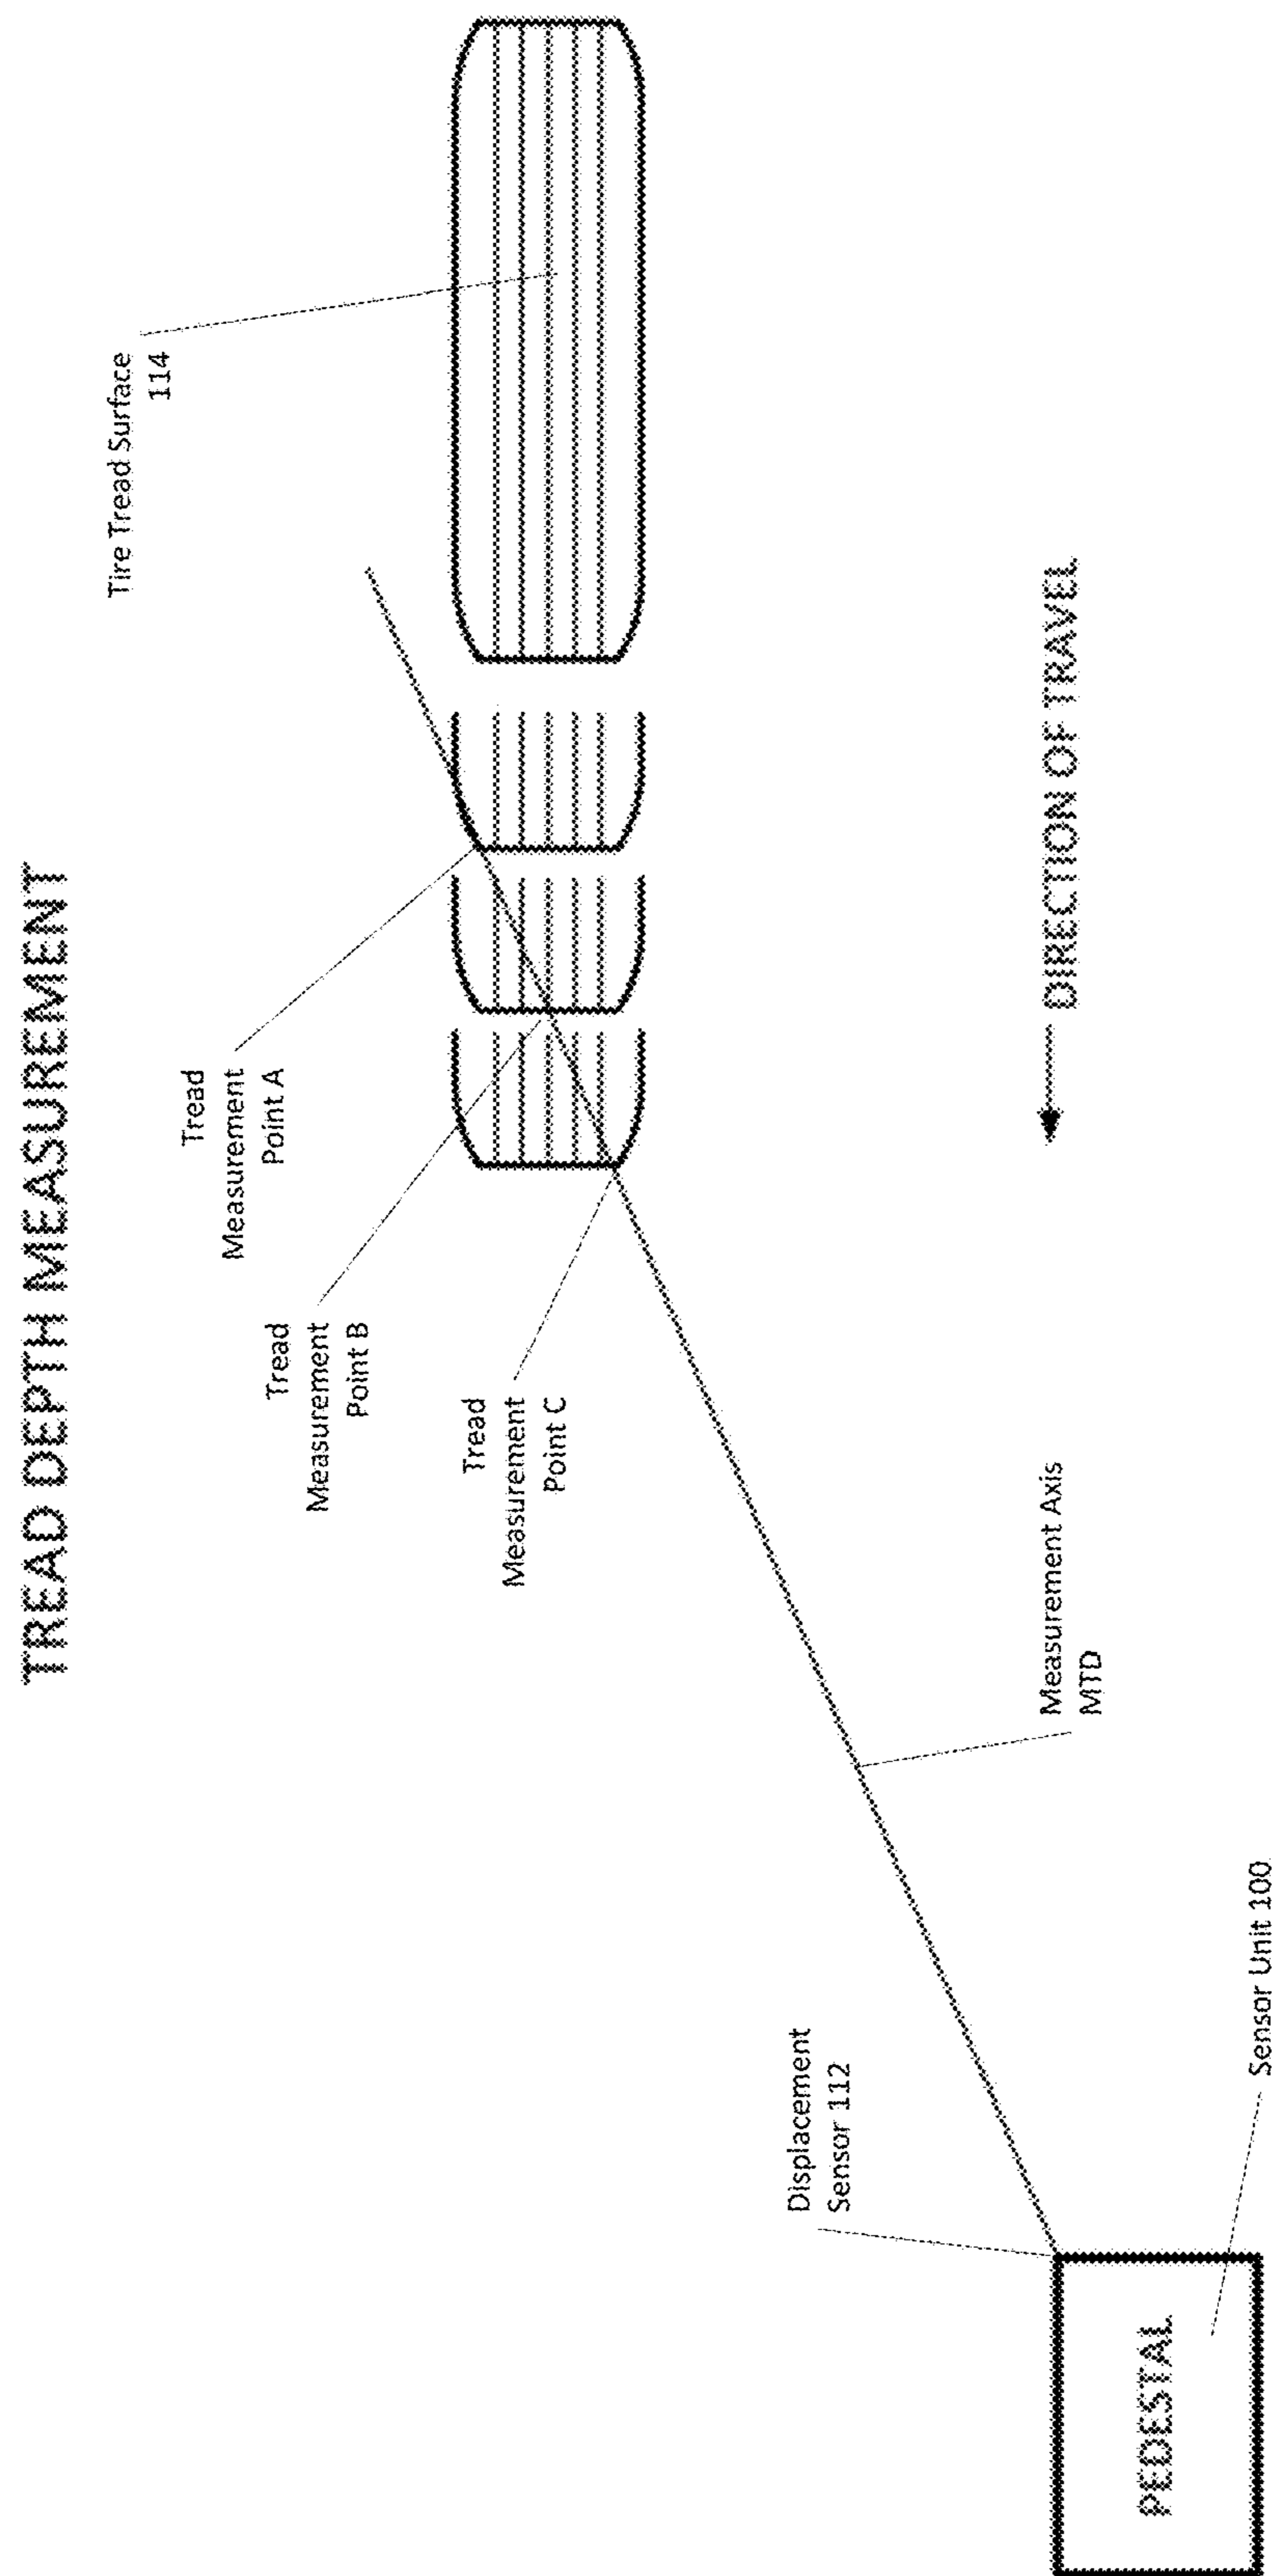 TREAD DEPTH MEASUREMENT
Tire Tread Surface
114
Tread
Measurement
Point A
Tread
Measurement
Point B
Tread
Measurement
Point C
Displacement
Sensor 112
Measurement Axis
MTD
DIRECTION OF TRAVEL
PEDESTAL
Sensor Unit 100